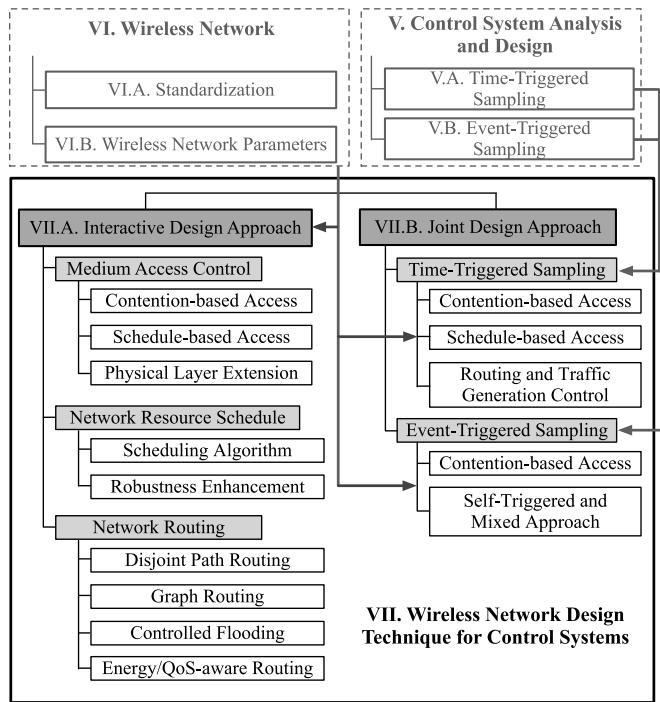 VI. Wireless Network
VI.A. Standardization
VI.B. Wireless Network Parameters
V. Control System Analysis
and Design
V.A. Time-Triggered
Sampling
V.B. Event-Triggered
Sampling
VII.A. Interactive Design Approach
Medium Access Control
Contention-based Access
Schedule-based Access
Physical Layer Extension
Network Resource Schedule
Scheduling Algorithm
Robustness Enhancement
Network Routing
Disjoint Path Routing
Graph Routing
Controlled Flooding
Energy/QoS-aware Routing
VII.B. Joint Design Approach
Time-Triggered Sampling
Contention-based Access
Schedule-based Access
Routing and Traffic
Generation Control
Event-Triggered Sampling
Contention-based Access
Self-Triggered and
Mixed Approach
VII. Wireless Network Design
Technique for Control Systems